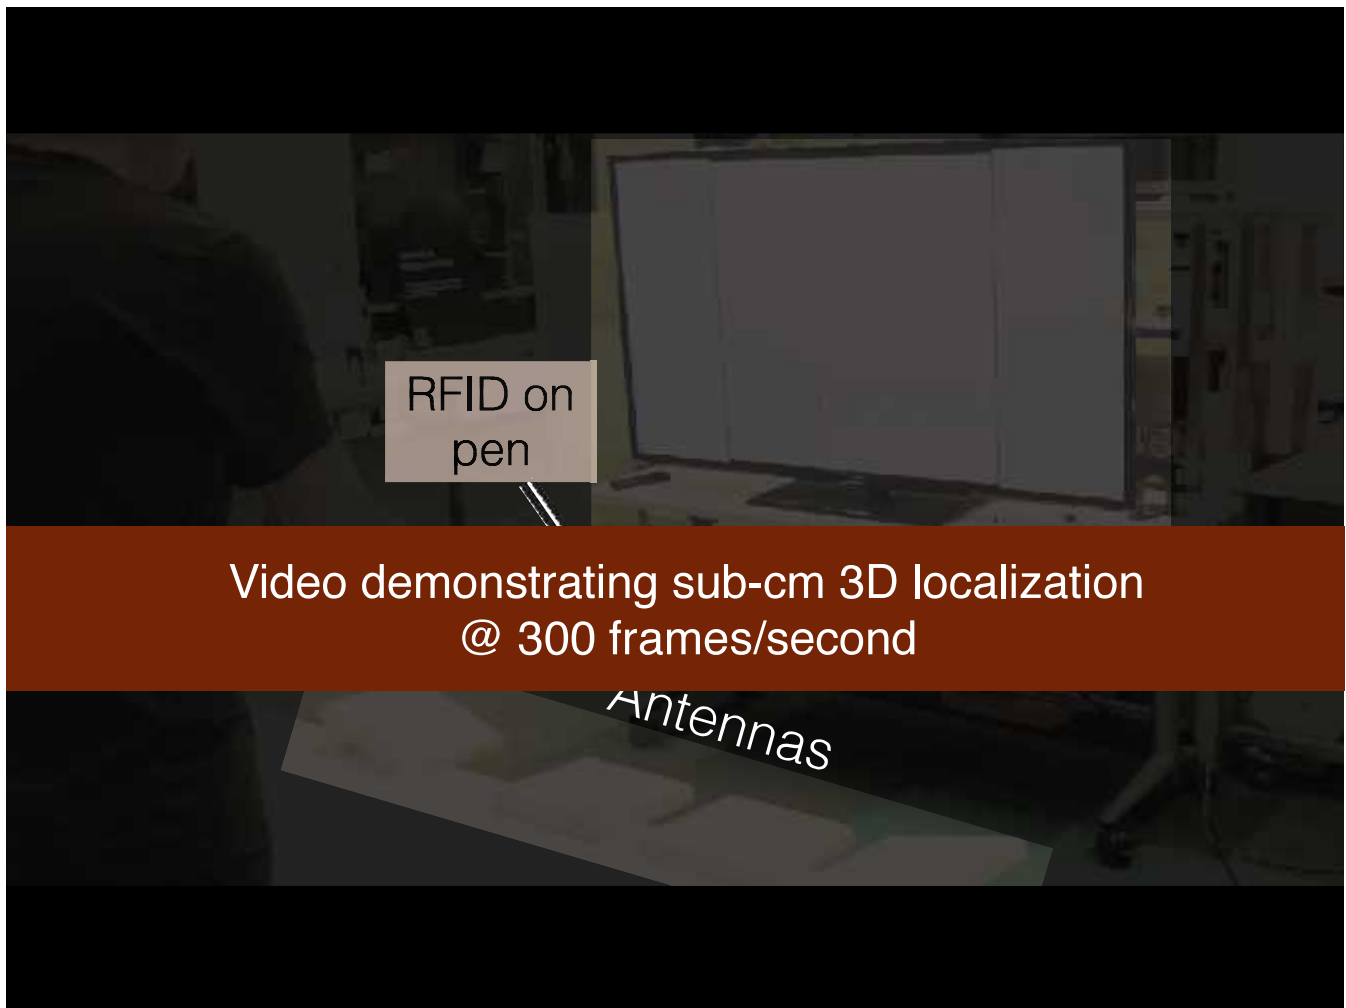 RFID on
pen
Video demonstrating sub-cm 3D localization
@ 300 frames/second
Antennas